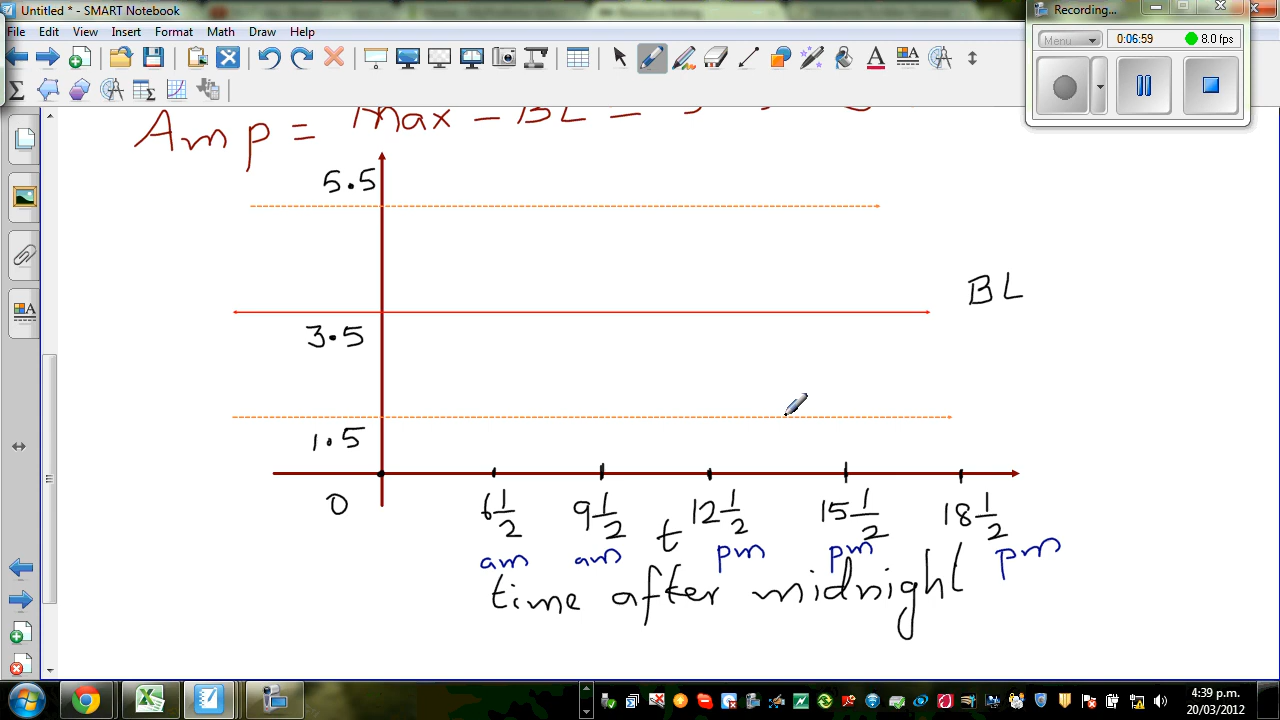 Untitled * - SMART Notebook
File Edit View Insert Format Math Draw Help
Recording...
Menu
0:06:59
8.0 fps
Amp = Max - BL =
5.5
BL
3.5
1.5
0 6 1/2 9 1/2 12 1/2 15 1/2 18 1/2
t
am am pm pm pm
time after midnight
4:39 p.m.
20/03/2012